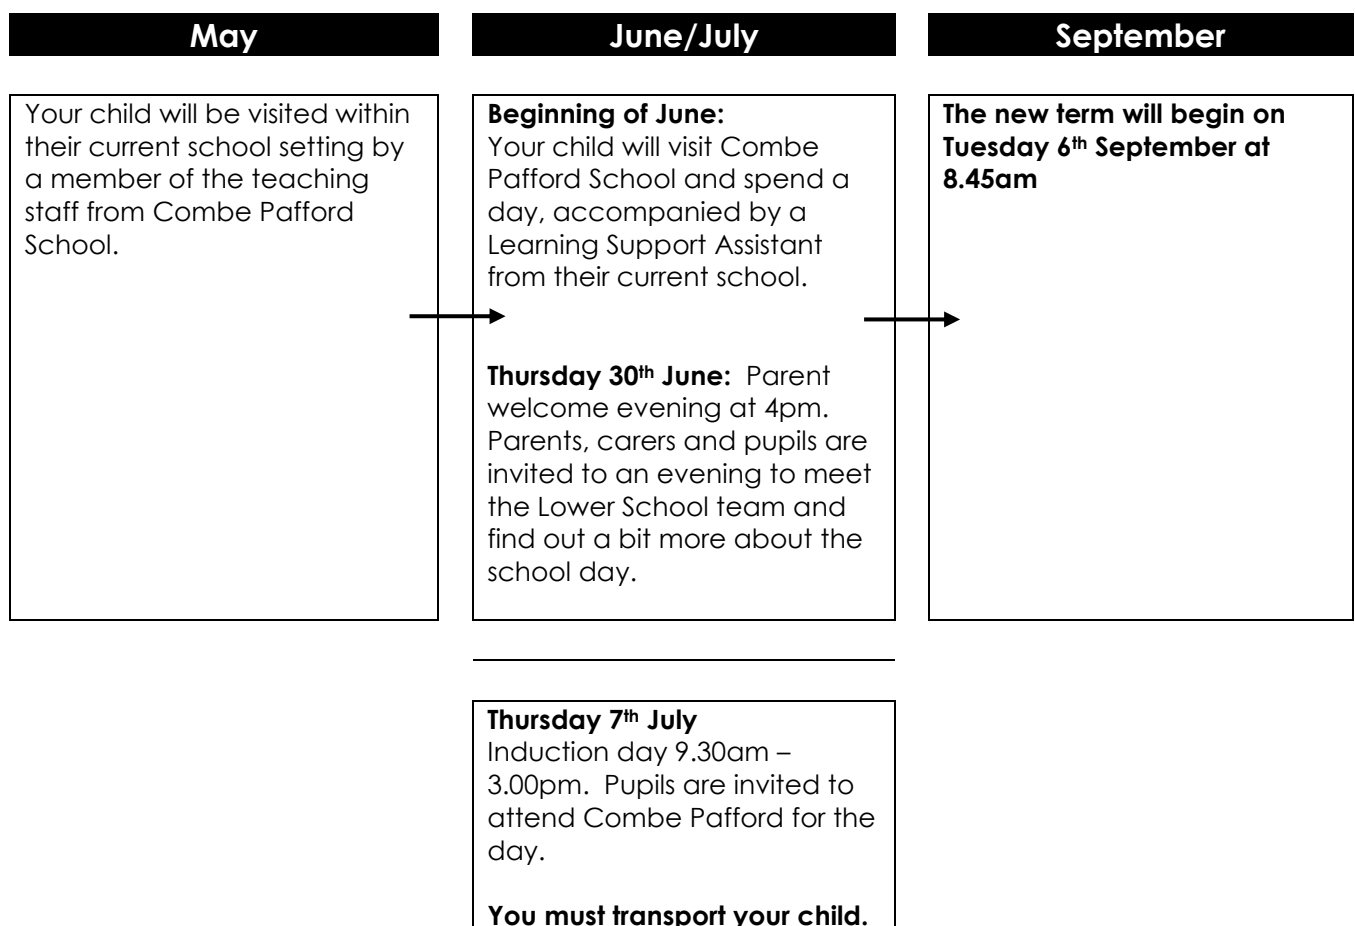 May
Your child will be visited within
their current school setting by
a member of the teaching
staff from Combe Pafford
School.
June/July
Beginning of June:
Your child will visit Combe
Pafford School and spend a
day, accompanied by a
Learning Support Assistant
from their current school.
Thursday 30th June:  Parent
welcome evening at 4pm.
Parents, carers and pupils are
invited to an evening to meet
the Lower School team and
find out a bit more about the
school day.
Thursday 7th July
Induction day 9.30am –
3.00pm.  Pupils are invited to
attend Combe Pafford for the
day.
You must transport your child.
September
The new term will begin on
Tuesday 6th September at
8.45am